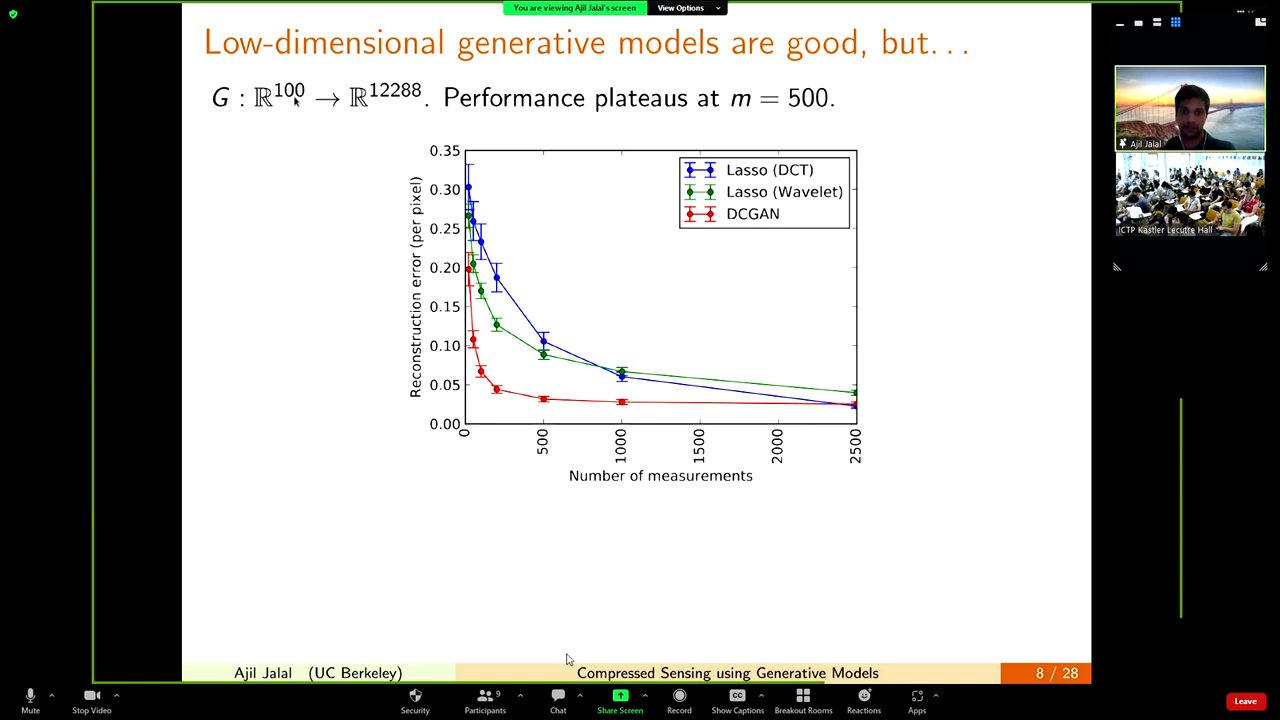 You are viewing Ajil Jalal's screen
View Options
Low-dimensional generative models are good, but...
G : ℝ^100 → ℝ^12288. Performance plateaus at m = 500.
0.35
0.30
0.25
0.20
0.15
0.10
0.05
0.00
Reconstruction error (per pixel)
Lasso (DCT)
Lasso (Wavelet)
DCGAN
0
500
1000
1500
2000
2500
Number of measurements
Ajil Jalal
ICTP Kastler Lecutre Hall
Ajil Jalal (UC Berkeley)
Compressed Sensing using Generative Models
8 / 28
Mute
Stop Video
Security
Participants
9
Chat
Share Screen
Record
Show Captions
Breakout Rooms
Reactions
Apps
Leave